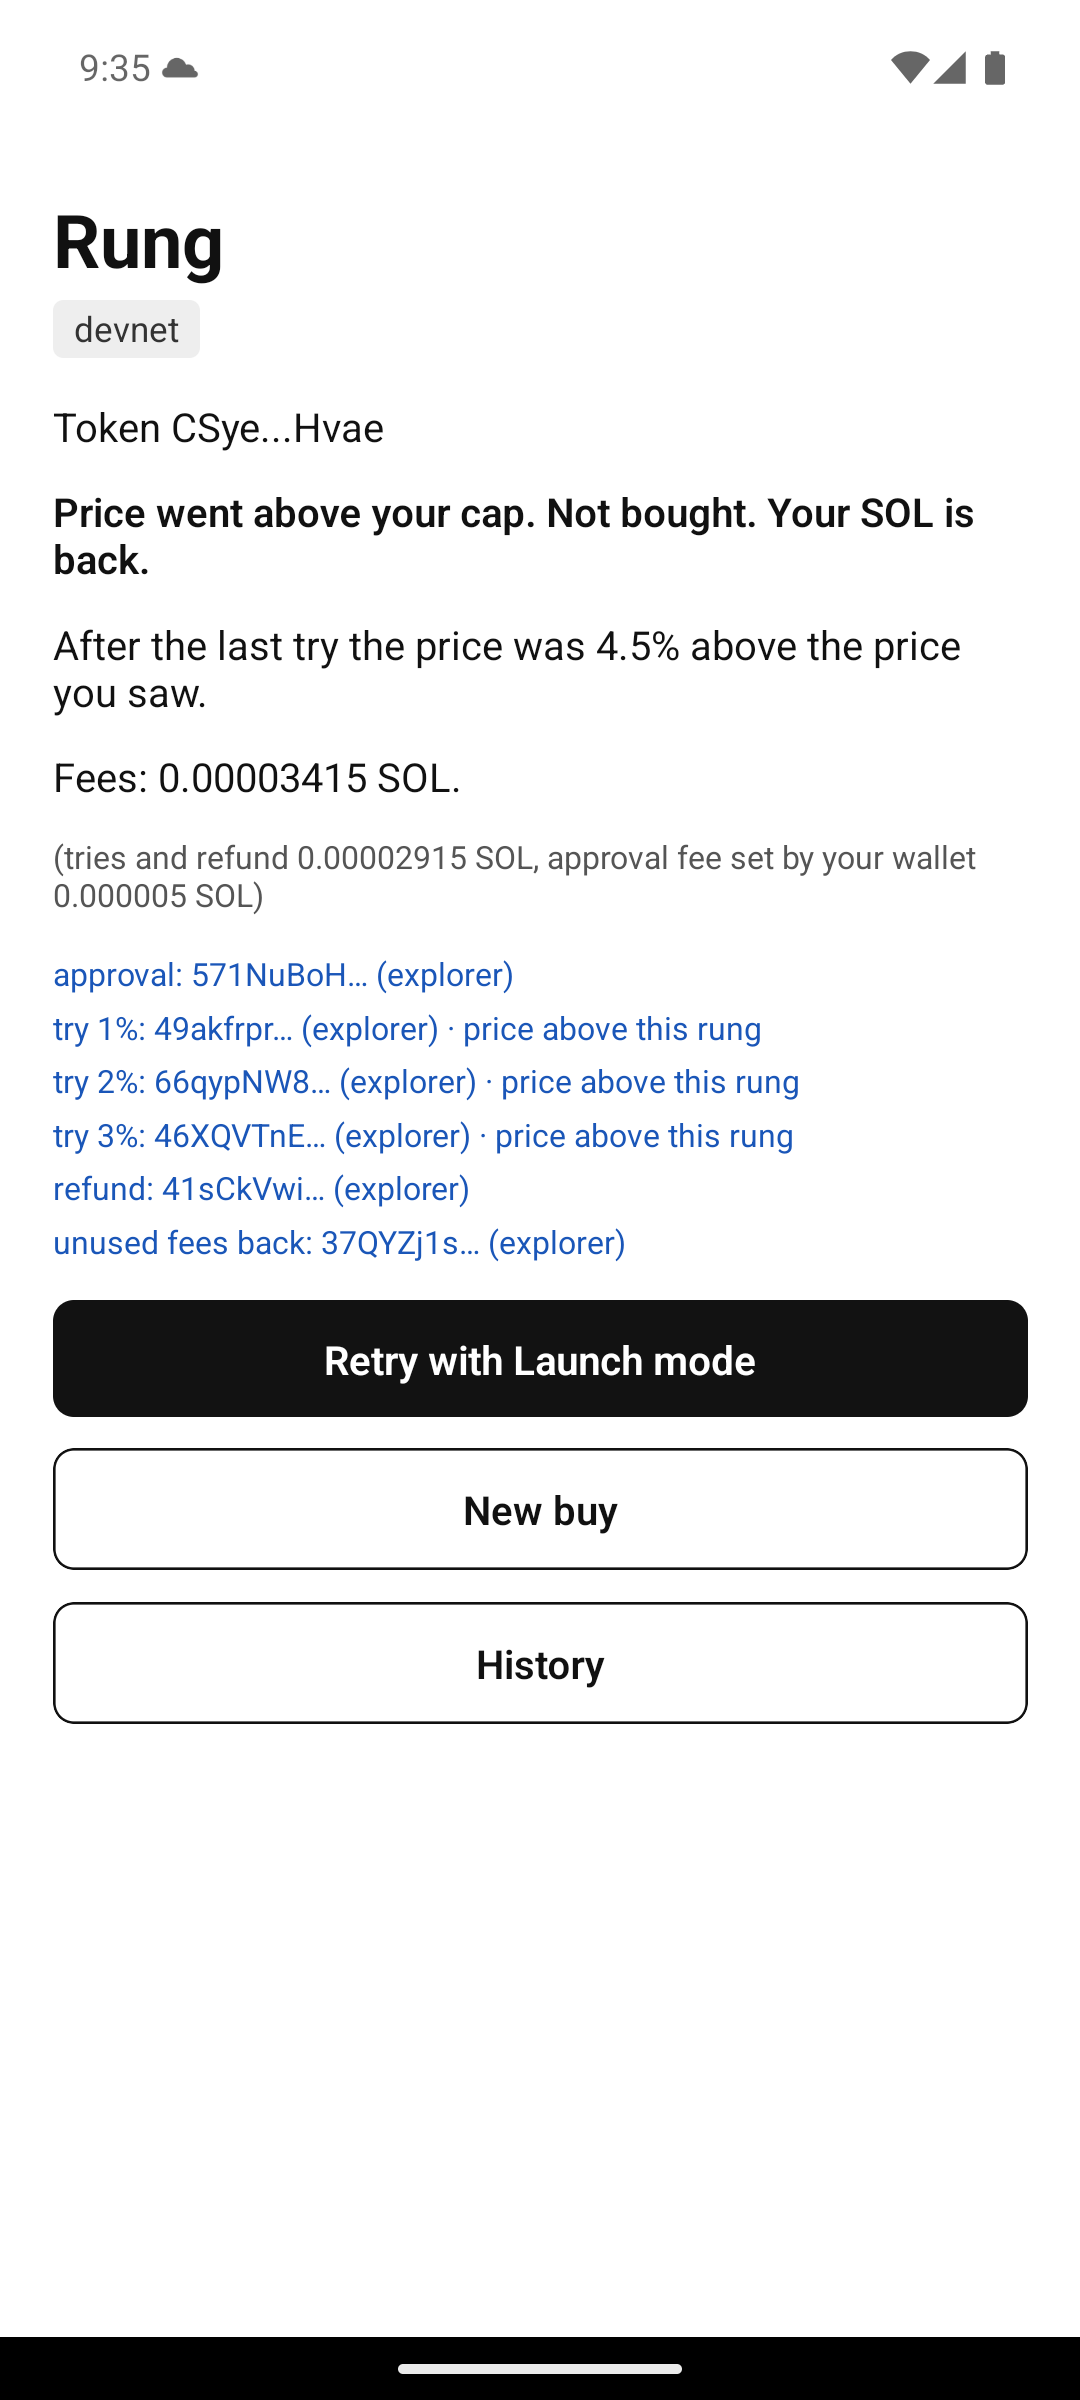 9:35
Rung
devnet
Token CSye...Hvae
Price went above your cap. Not bought. Your SOL is
back.
After the last try the price was 4.5% above the price
you saw.
Fees: 0.00003415 SOL.
(tries and refund 0.00002915 SOL, approval fee set by your wallet
0.000005 SOL)
approval: 571NuBoH… (explorer)
try 1%: 49akfrpr… (explorer) · price above this rung
try 2%: 66qypNW8… (explorer) · price above this rung
try 3%: 46XQVTnE… (explorer) · price above this rung
refund: 41sCkVwi… (explorer)
unused fees back: 37QYZj1s… (explorer)
Retry with Launch mode
New buy
History